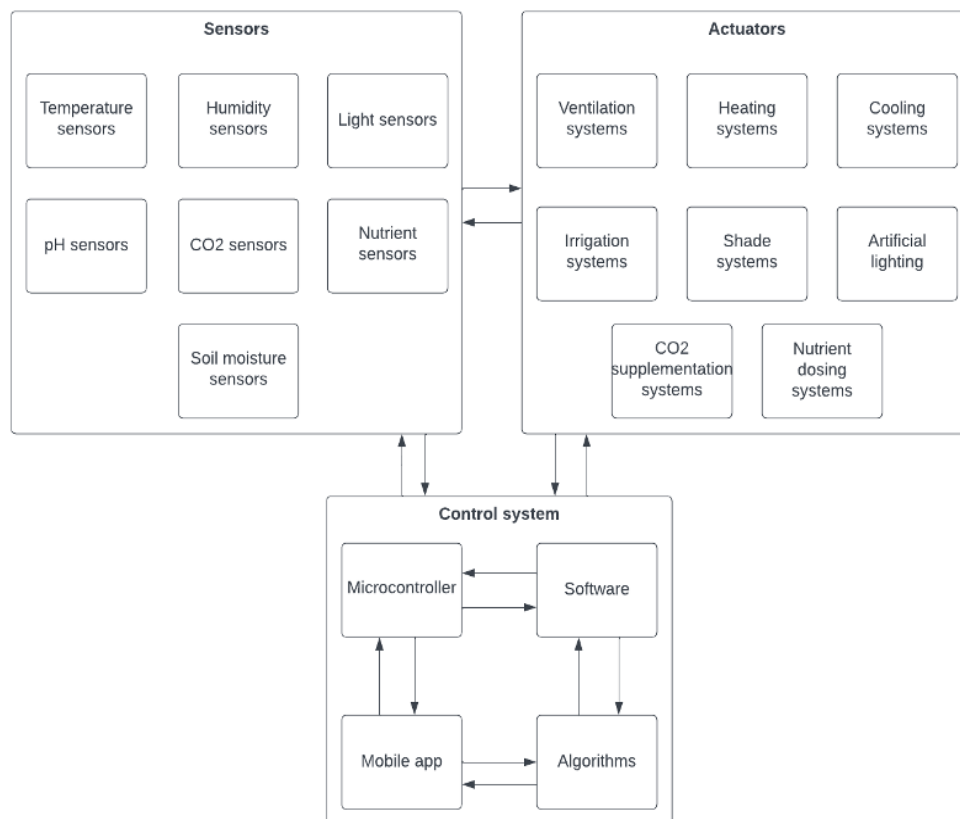 Sensors
Temperature
sensors
Humidity
sensors
Light sensors
pH sensors
CO2 sensors
Nutrient
sensors
Soil moisture
sensors
Actuators
Ventilation
systems
Heating
systems
Cooling
systems
Irrigation
systems
Shade
systems
Artificial
lighting
CO2
supplementation
systems
Nutrient
dosing
systems
Control system
Microcontroller
Software
Mobile app
Algorithms